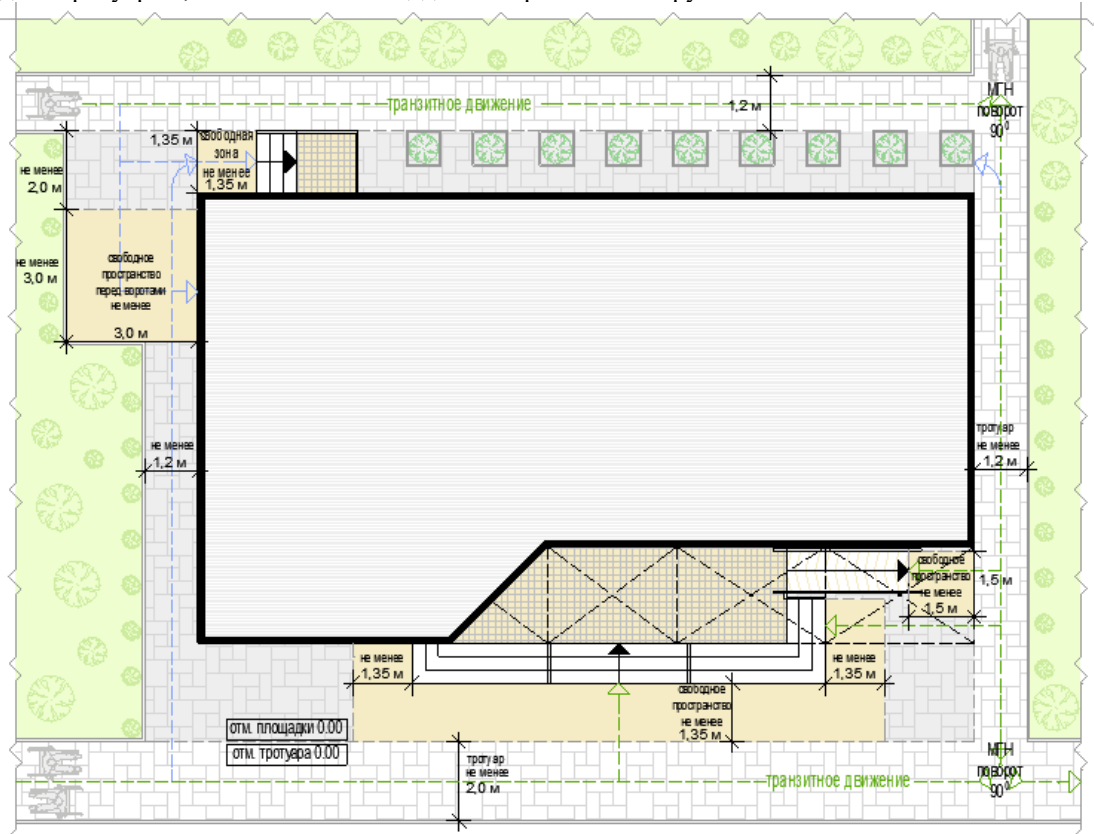 МГН
поворот
90⁰
транзитное движение
1,2 м
1,35 м
свободная
зона
не менее
1,35 м
не менее
2,0 м
не менее
3,0 м
свободное
пространство
перед воротами
не менее
3,0 м
не менее
1,2 м
тротуар
не менее
1,2 м
свободное
пространство
не менее
1,5 м
1,5 м
не менее
1,35 м
не менее
1,35 м
свободное
пространство
не менее
1,35 м
отм. площадки 0.00
отм. тротуара 0.00
тротуар
не менее
2,0 м
транзитное движение
МГН
поворот
90⁰